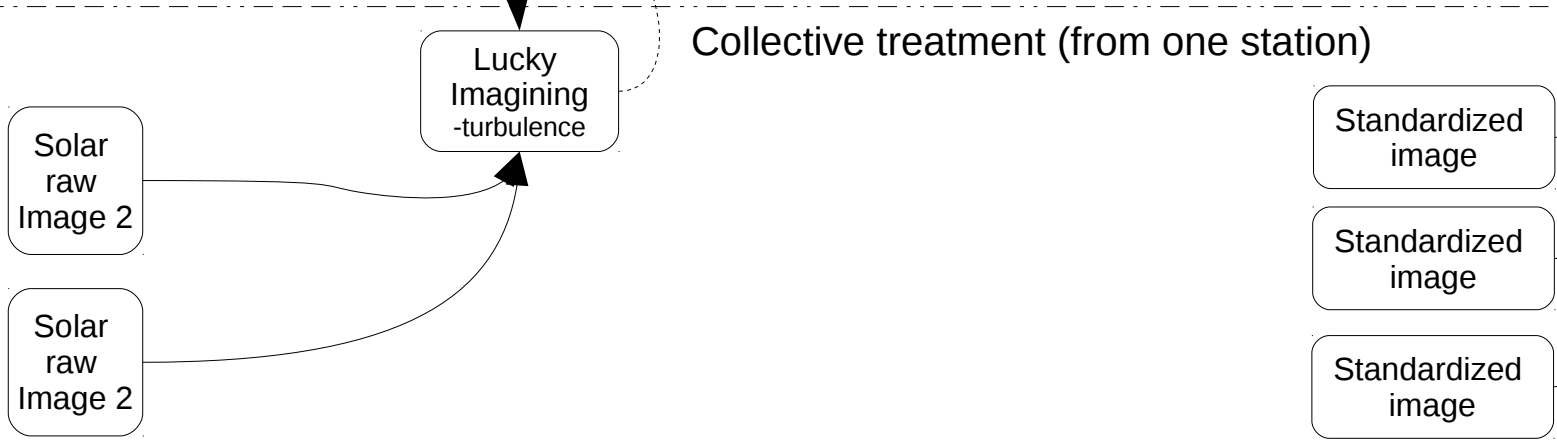 Collective treatment (from one station)
Lucky
Imagining
-turbulence
Solar
raw
Image 2
Solar
raw
Image 2
Standardized
image
Standardized
image
Standardized
image